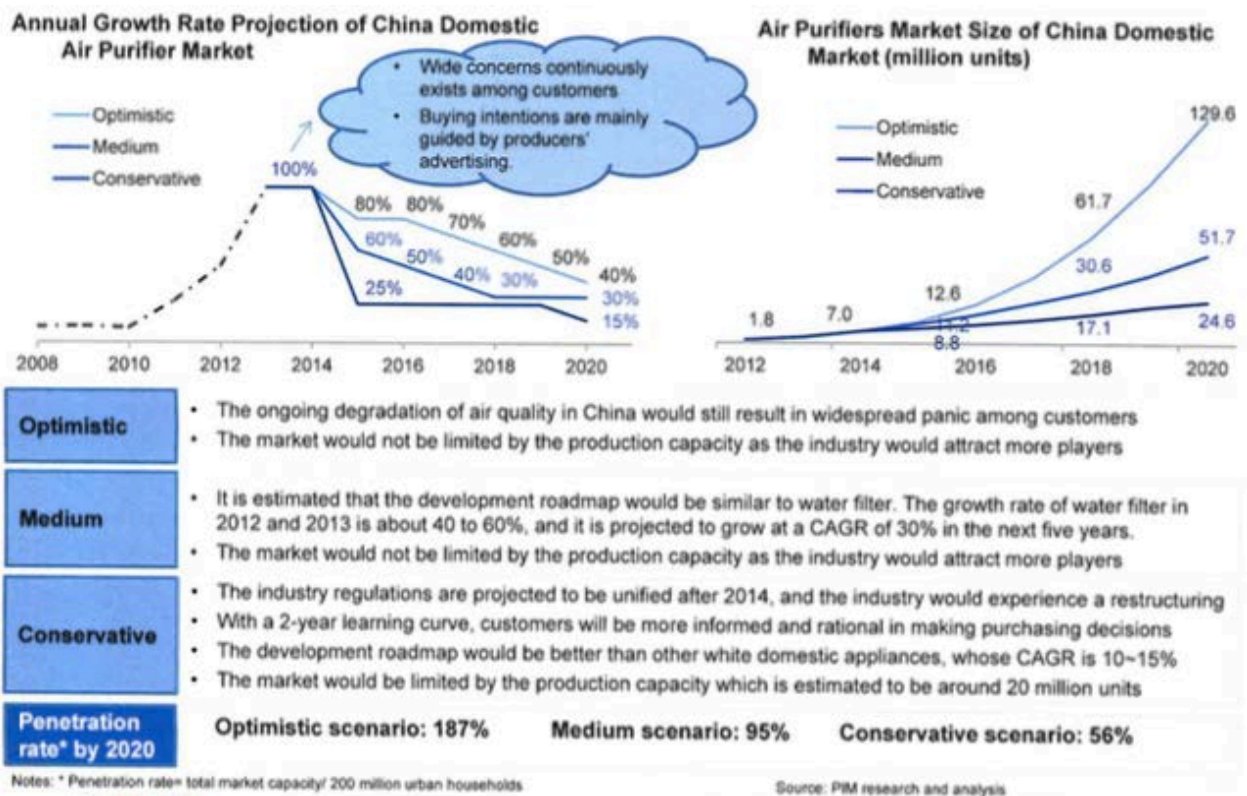 Annual Growth Rate Projection of China Domestic
Air Purifier Market
Optimistic
Medium
Conservative
• Wide concerns continuously
exists among customers
• Buying intentions are mainly
guided by producers'
advertising.
100%
80% 80%
70%
60%
50%
40%
60%
50%
40% 30%
30%
25%
15%
2008 2010 2012 2014 2016 2018 2020
Air Purifiers Market Size of China Domestic
Market (million units)
Optimistic
Medium
Conservative
129.6
61.7
51.7
30.6
12.6
1.8 7.0
11.2
8.8
17.1
24.6
2012 2014 2016 2018 2020
Optimistic
• The ongoing degradation of air quality in China would still result in widespread panic among customers
• The market would not be limited by the production capacity as the industry would attract more players
Medium
• It is estimated that the development roadmap would be similar to water filter. The growth rate of water filter in
2012 and 2013 is about 40 to 60%, and it is projected to grow at a CAGR of 30% in the next five years.
• The market would not be limited by the production capacity as the industry would attract more players
Conservative
• The industry regulations are projected to be unified after 2014, and the industry would experience a restructuring
• With a 2-year learning curve, customers will be more informed and rational in making purchasing decisions
• The development roadmap would be better than other white domestic appliances, whose CAGR is 10~15%
• The market would be limited by the production capacity which is estimated to be around 20 million units
Penetration
rate* by 2020
Optimistic scenario: 187% Medium scenario: 95% Conservative scenario: 56%
Notes: * Penetration rate= total market capacity/ 200 million urban households
Source: PIM research and analysis